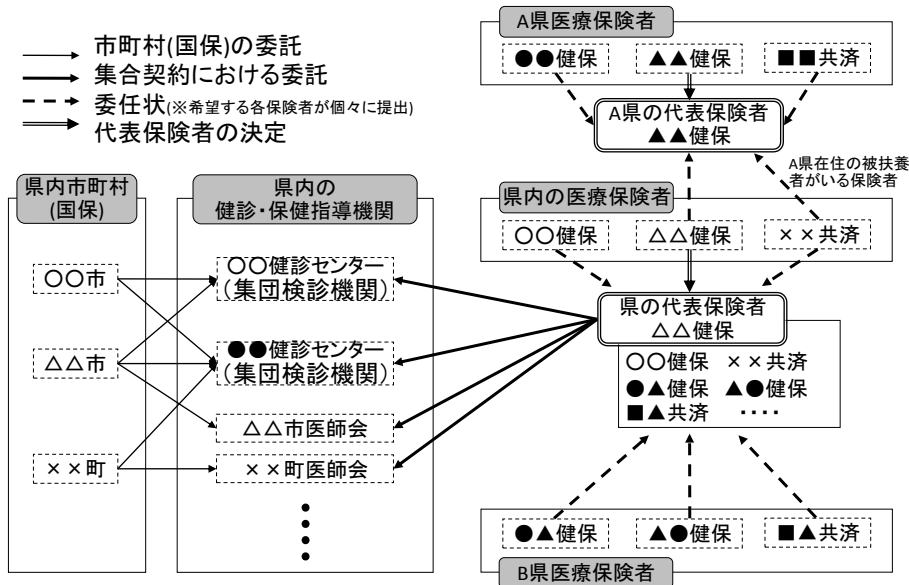 市町村(国保)の委託
集合契約における委託
委任状(※希望する各保険者が個々に提出)
代表保険者の決定
A県医療保険者
●●健保
▲▲健保
■■共済
A県の代表保険者
▲▲健保
A県在住の被扶養
者がいる保険者
県内市町村
(国保)
○○市
△△市
××町
県内の
健診・保健指導機関
○○健診センター
(集団検診機関)
●●健診センター
(集団検診機関)
△△市医師会
××町医師会
県内の医療保険者
○○健保
△△健保
××共済
県の代表保険者
△△健保
○○健保 ××共済
●▲健保 ▲●健保
■▲共済 ・・・・
●▲健保
▲●健保
■▲共済
B県医療保険者